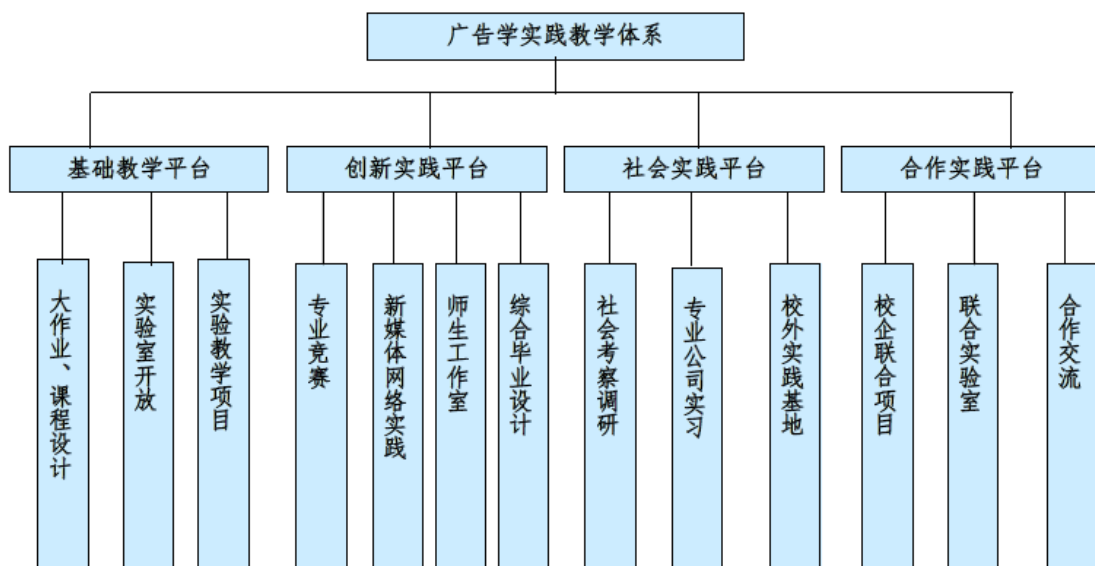 广告学实践教学体系
基础教学平台
创新实践平台
社会实践平台
合作实践平台
大作业、课程设计
实验室开放
实验教学项目
专业竞赛
新媒体网络实践
师生工作室
综合毕业设计
社会考察调研
专业公司实习
校外实践基地
校企联合项目
联合实验室
合作交流